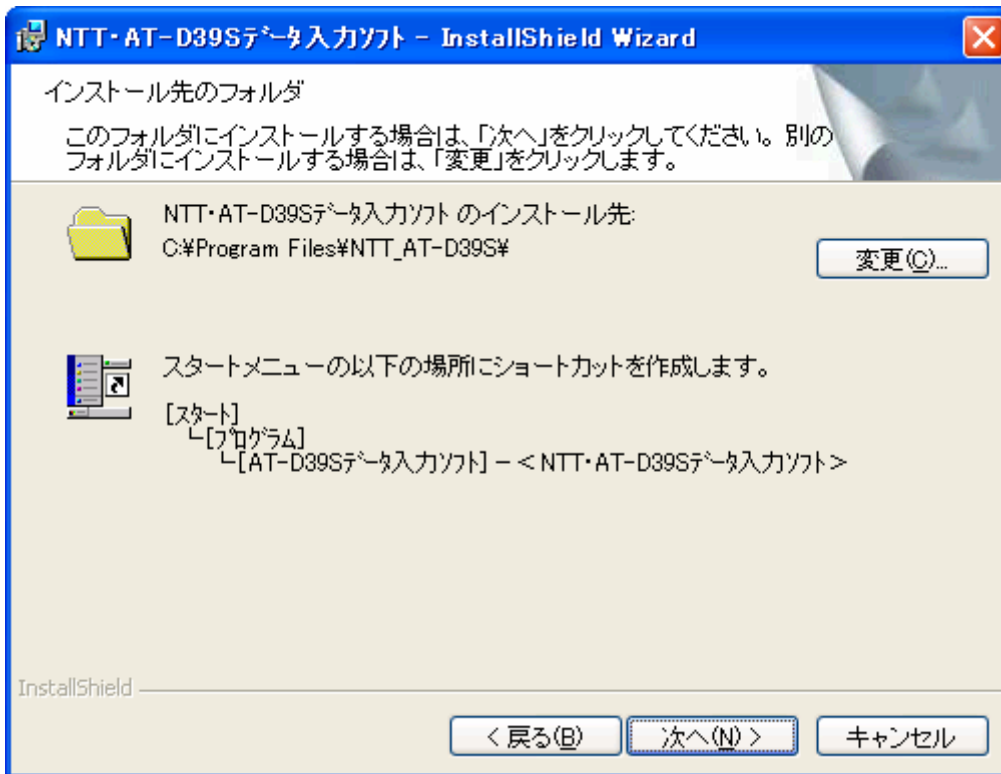 NTT・AT-D39Sﾃﾞｰﾀ入力ｿﾌﾄ - InstallShield Wizard
インストール先のフォルダ
このフォルダにインストールする場合は、「次へ」をクリックしてください。別の
フォルダにインストールする場合は、「変更」をクリックします。
NTT・AT-D39Sﾃﾞｰﾀ入力ｿﾌﾄ のインストール先:
C:¥Program Files¥NTT_AT-D39S¥
変更(C)...
スタートメニューの以下の場所にショートカットを作成します。
[ｽﾀｰﾄ]
└[ﾌﾟﾛｸﾞﾗﾑ]
└[AT-D39Sﾃﾞｰﾀ入力ｿﾌﾄ] – ＜NTT・AT-D39Sデｰﾀ入力ｿﾌﾄ＞
InstallShield
< 戻る(B)
次へ(N) >
キャンセル